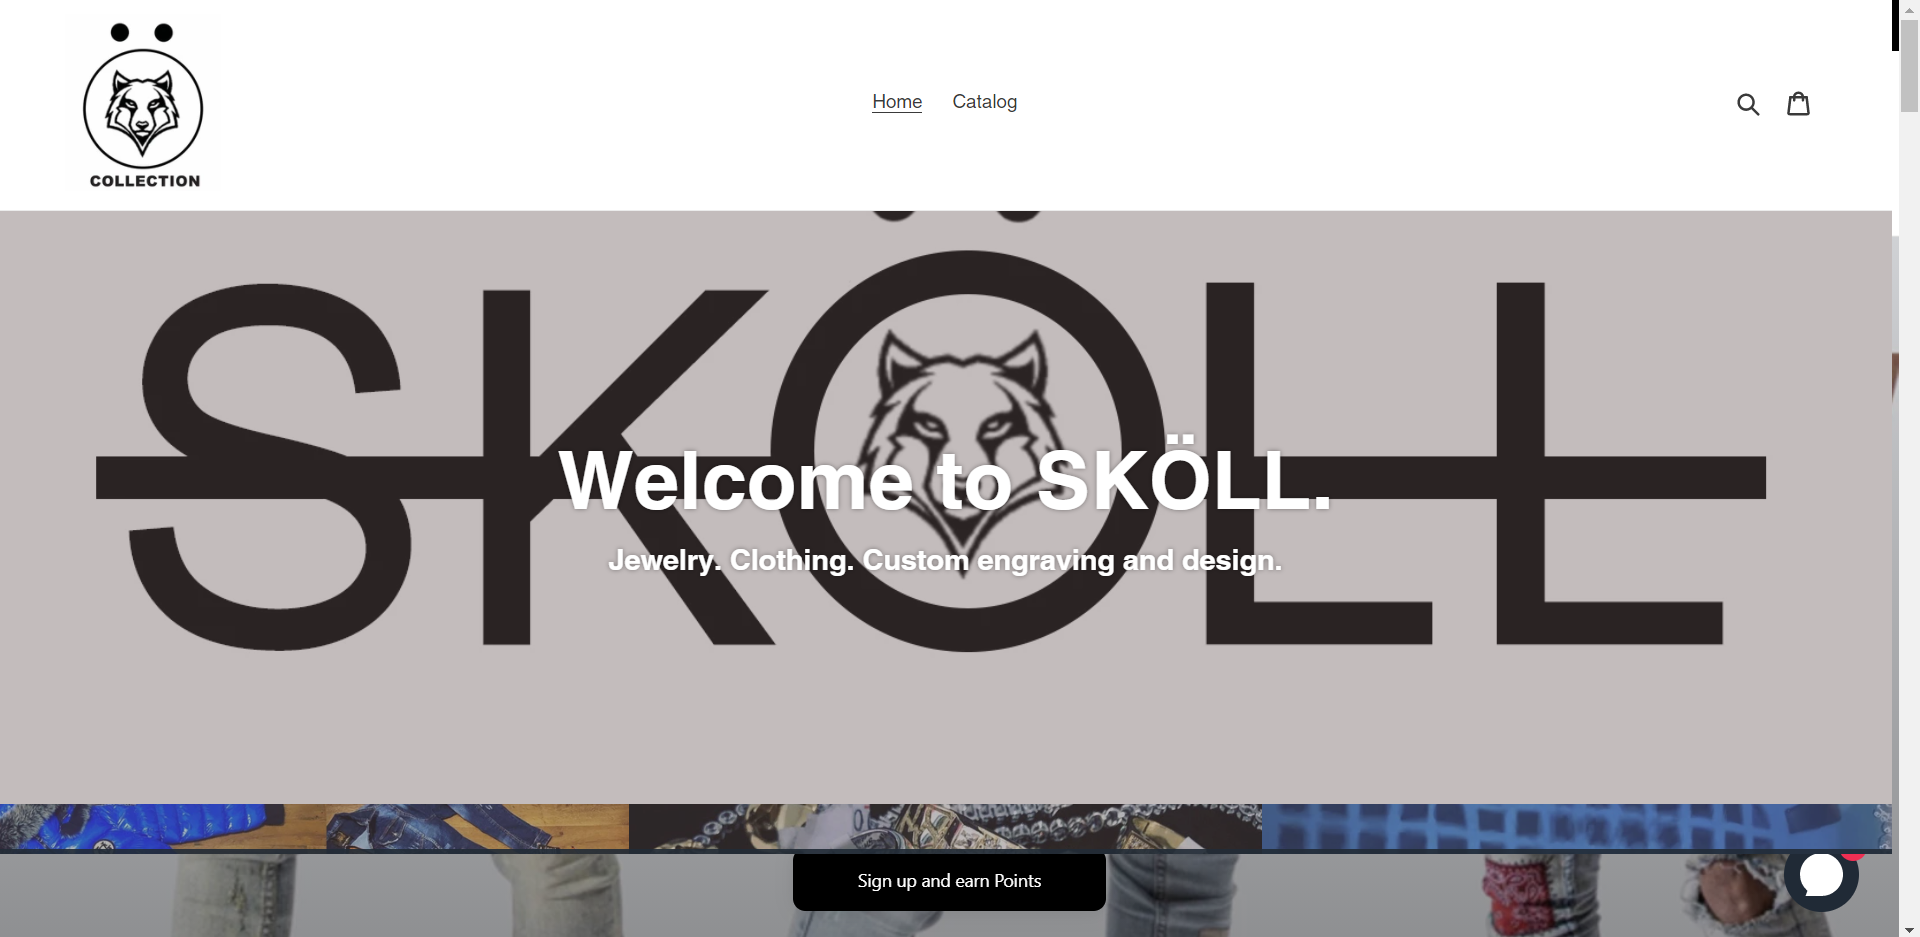 COLLECTION
Home
Catalog
SKÖLL
Welcome to SKÖLL.
Jewelry. Clothing. Custom engraving and design.
Sign up and earn Points